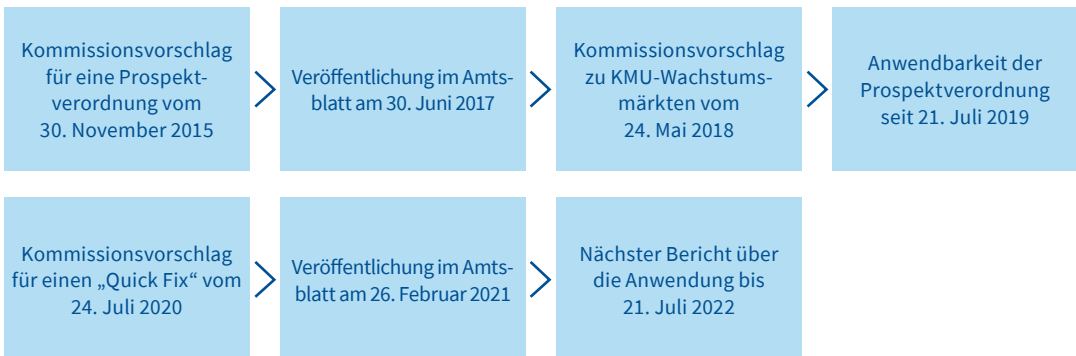 Kommissionsvorschlag
für eine Prospekt-
verordnung vom
30. November 2015
Veröffentlichung im Amts-
blatt am 30. Juni 2017
Kommissionsvorschlag
zu KMU-Wachstums-
märkten vom
24. Mai 2018
Anwendbarkeit der
Prospektverordnung
seit 21. Juli 2019
Kommissionsvorschlag
für einen „Quick Fix“ vom
24. Juli 2020
Veröffentlichung im Amts-
blatt am 26. Februar 2021
Nächster Bericht über
die Anwendung bis
21. Juli 2022